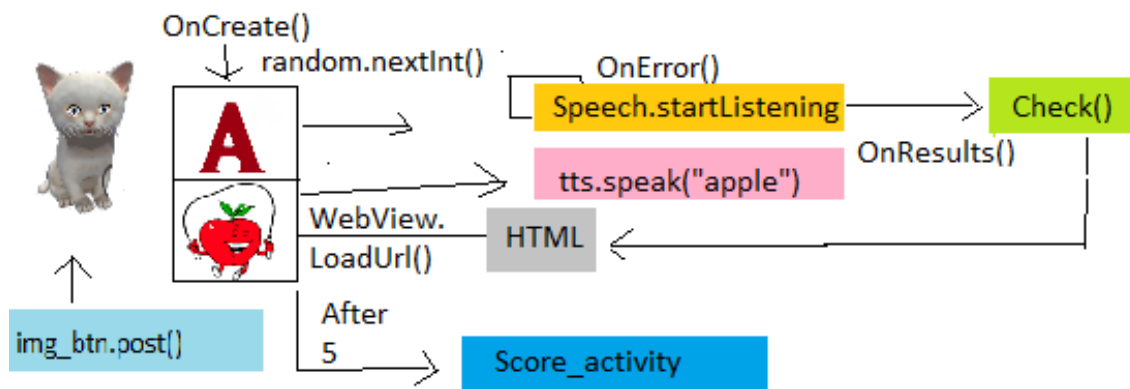 OnCreate()
random.nextInt()
OnError()
Speech.startListening
Check()
A
OnResults()
tts.speak("apple")
WebView.
LoadUrl()
HTML
img_btn.post()
After
5
Score_activity